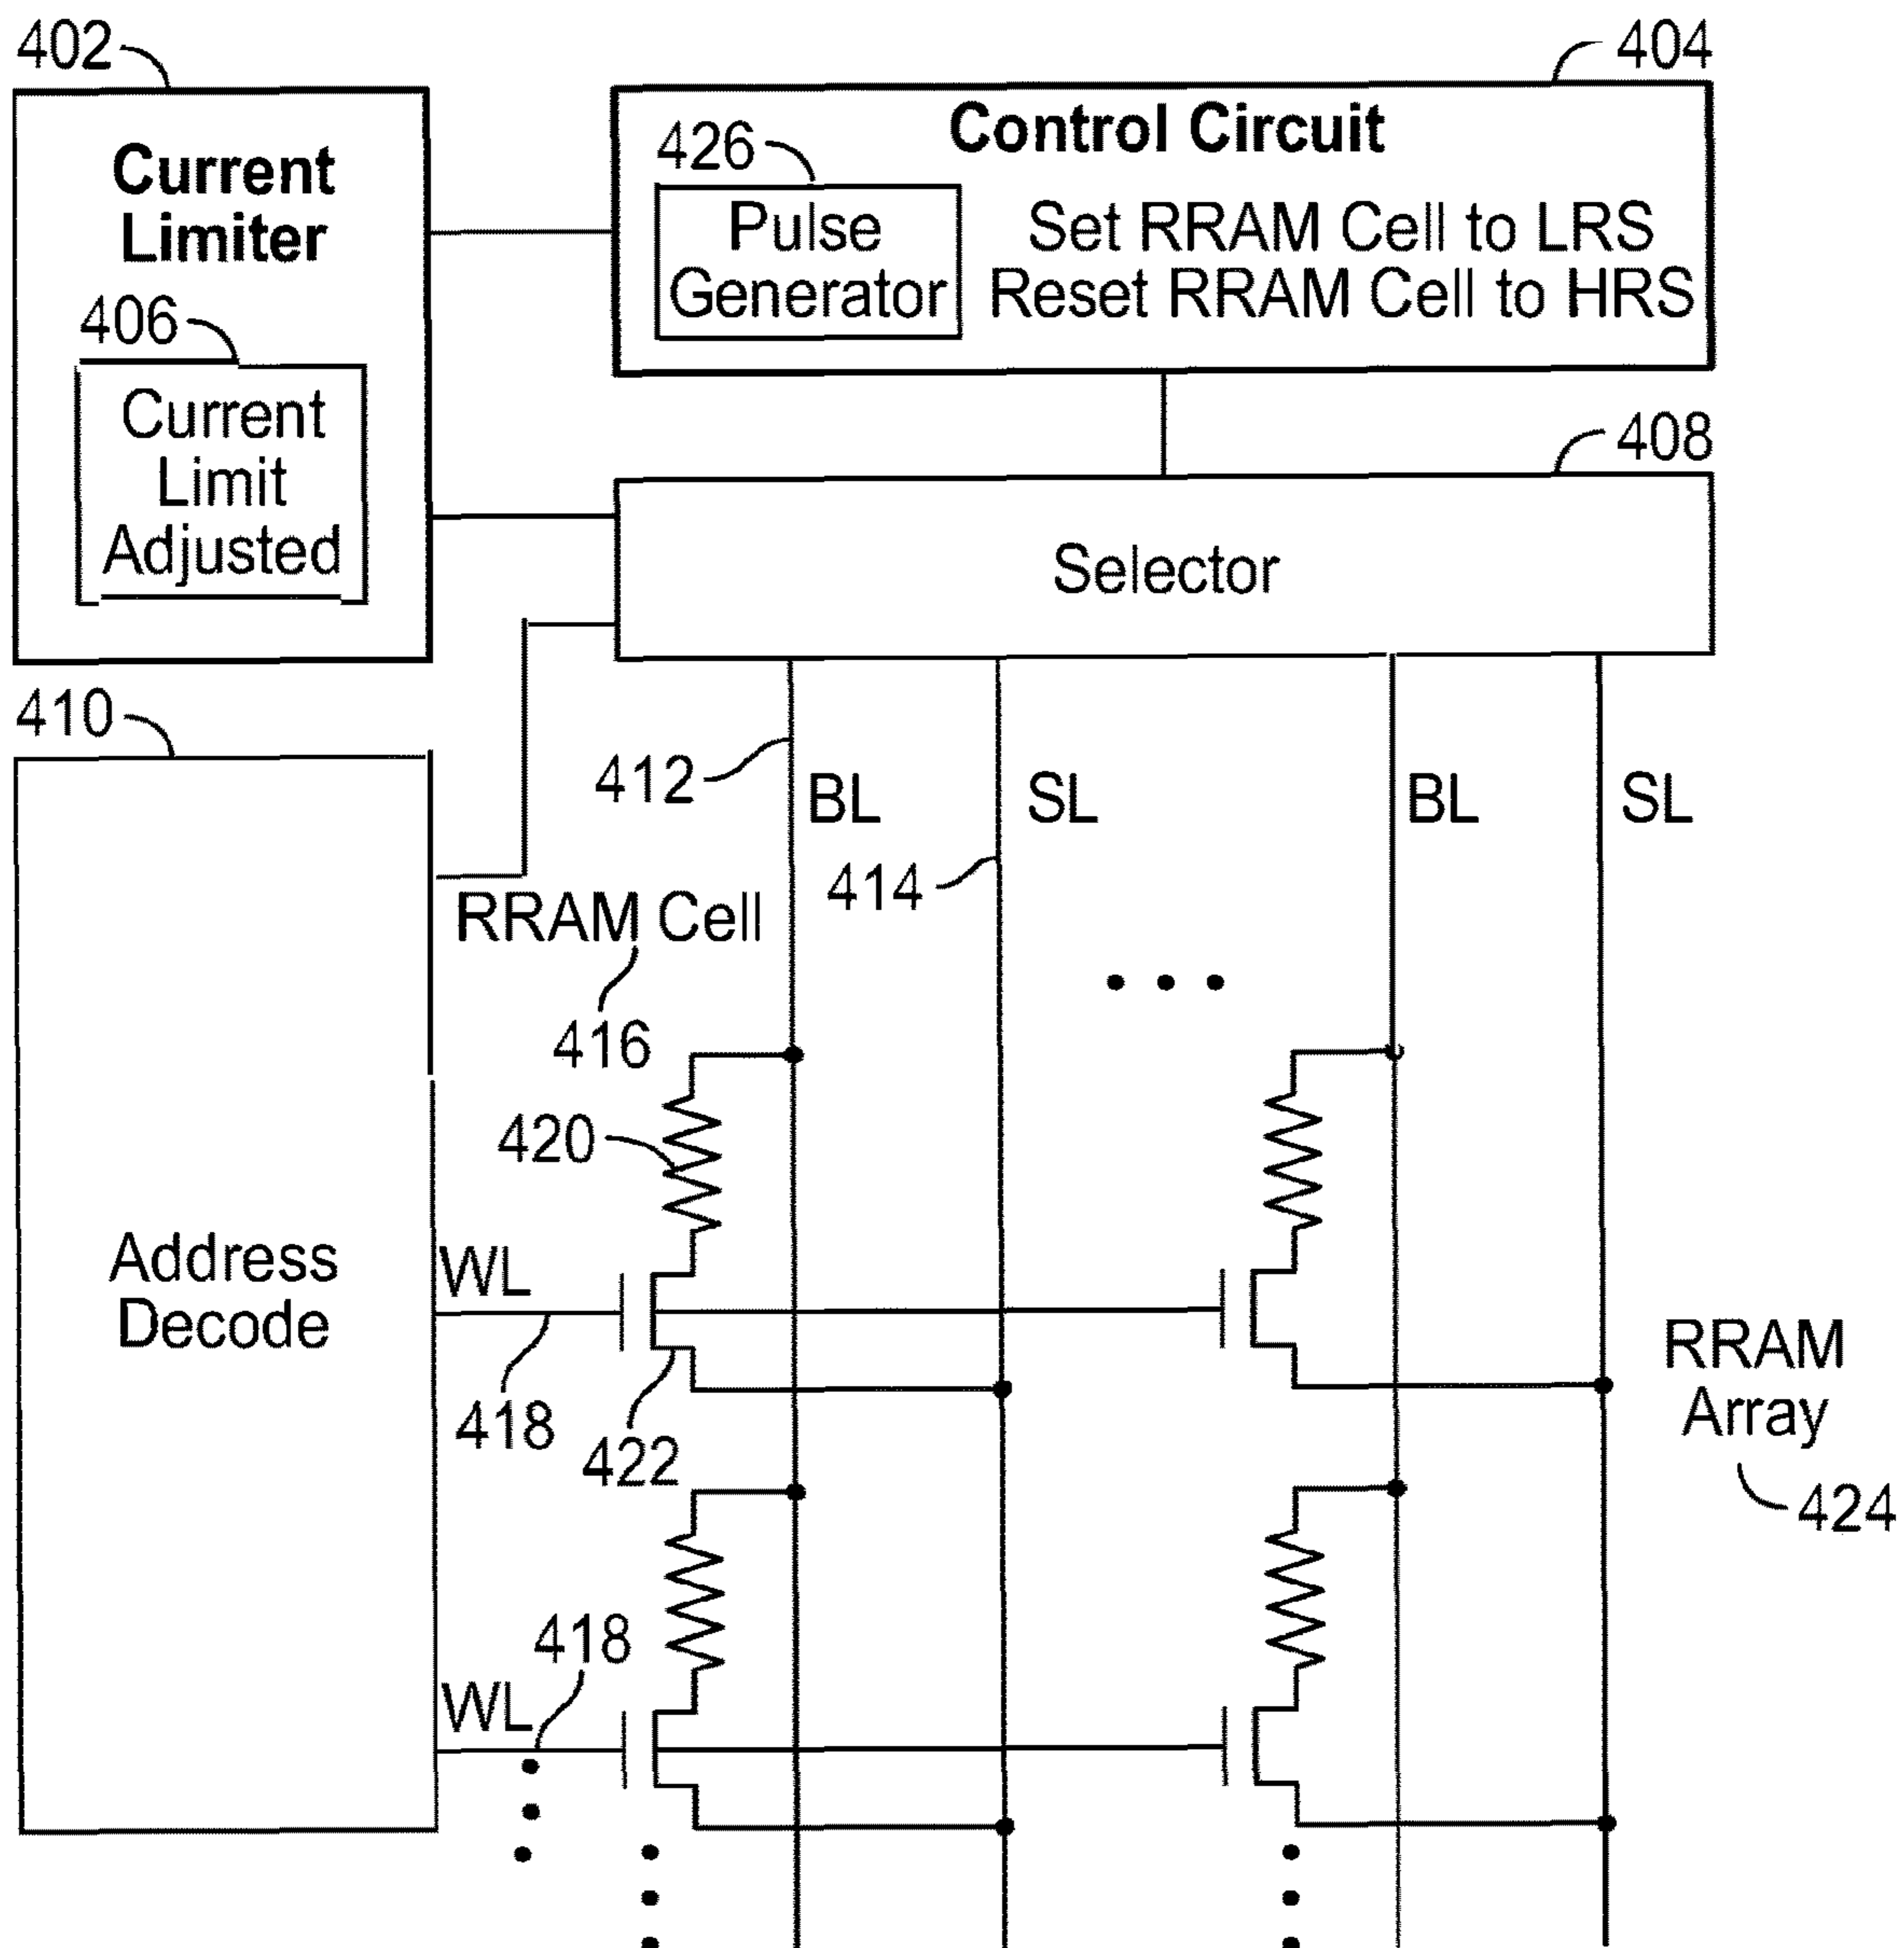 402
404
Current
Limiter
406
Current
Limit
Adjusted
Control Circuit
426
Pulse
Generator
Set RRAM Cell to LRS
Reset RRAM Cell to HRS
408
Selector
410
Address
Decode
412
BL
SL
BL
SL
414
RRAM Cell
416
420
WL
418
422
RRAM
Array
424
418
WL